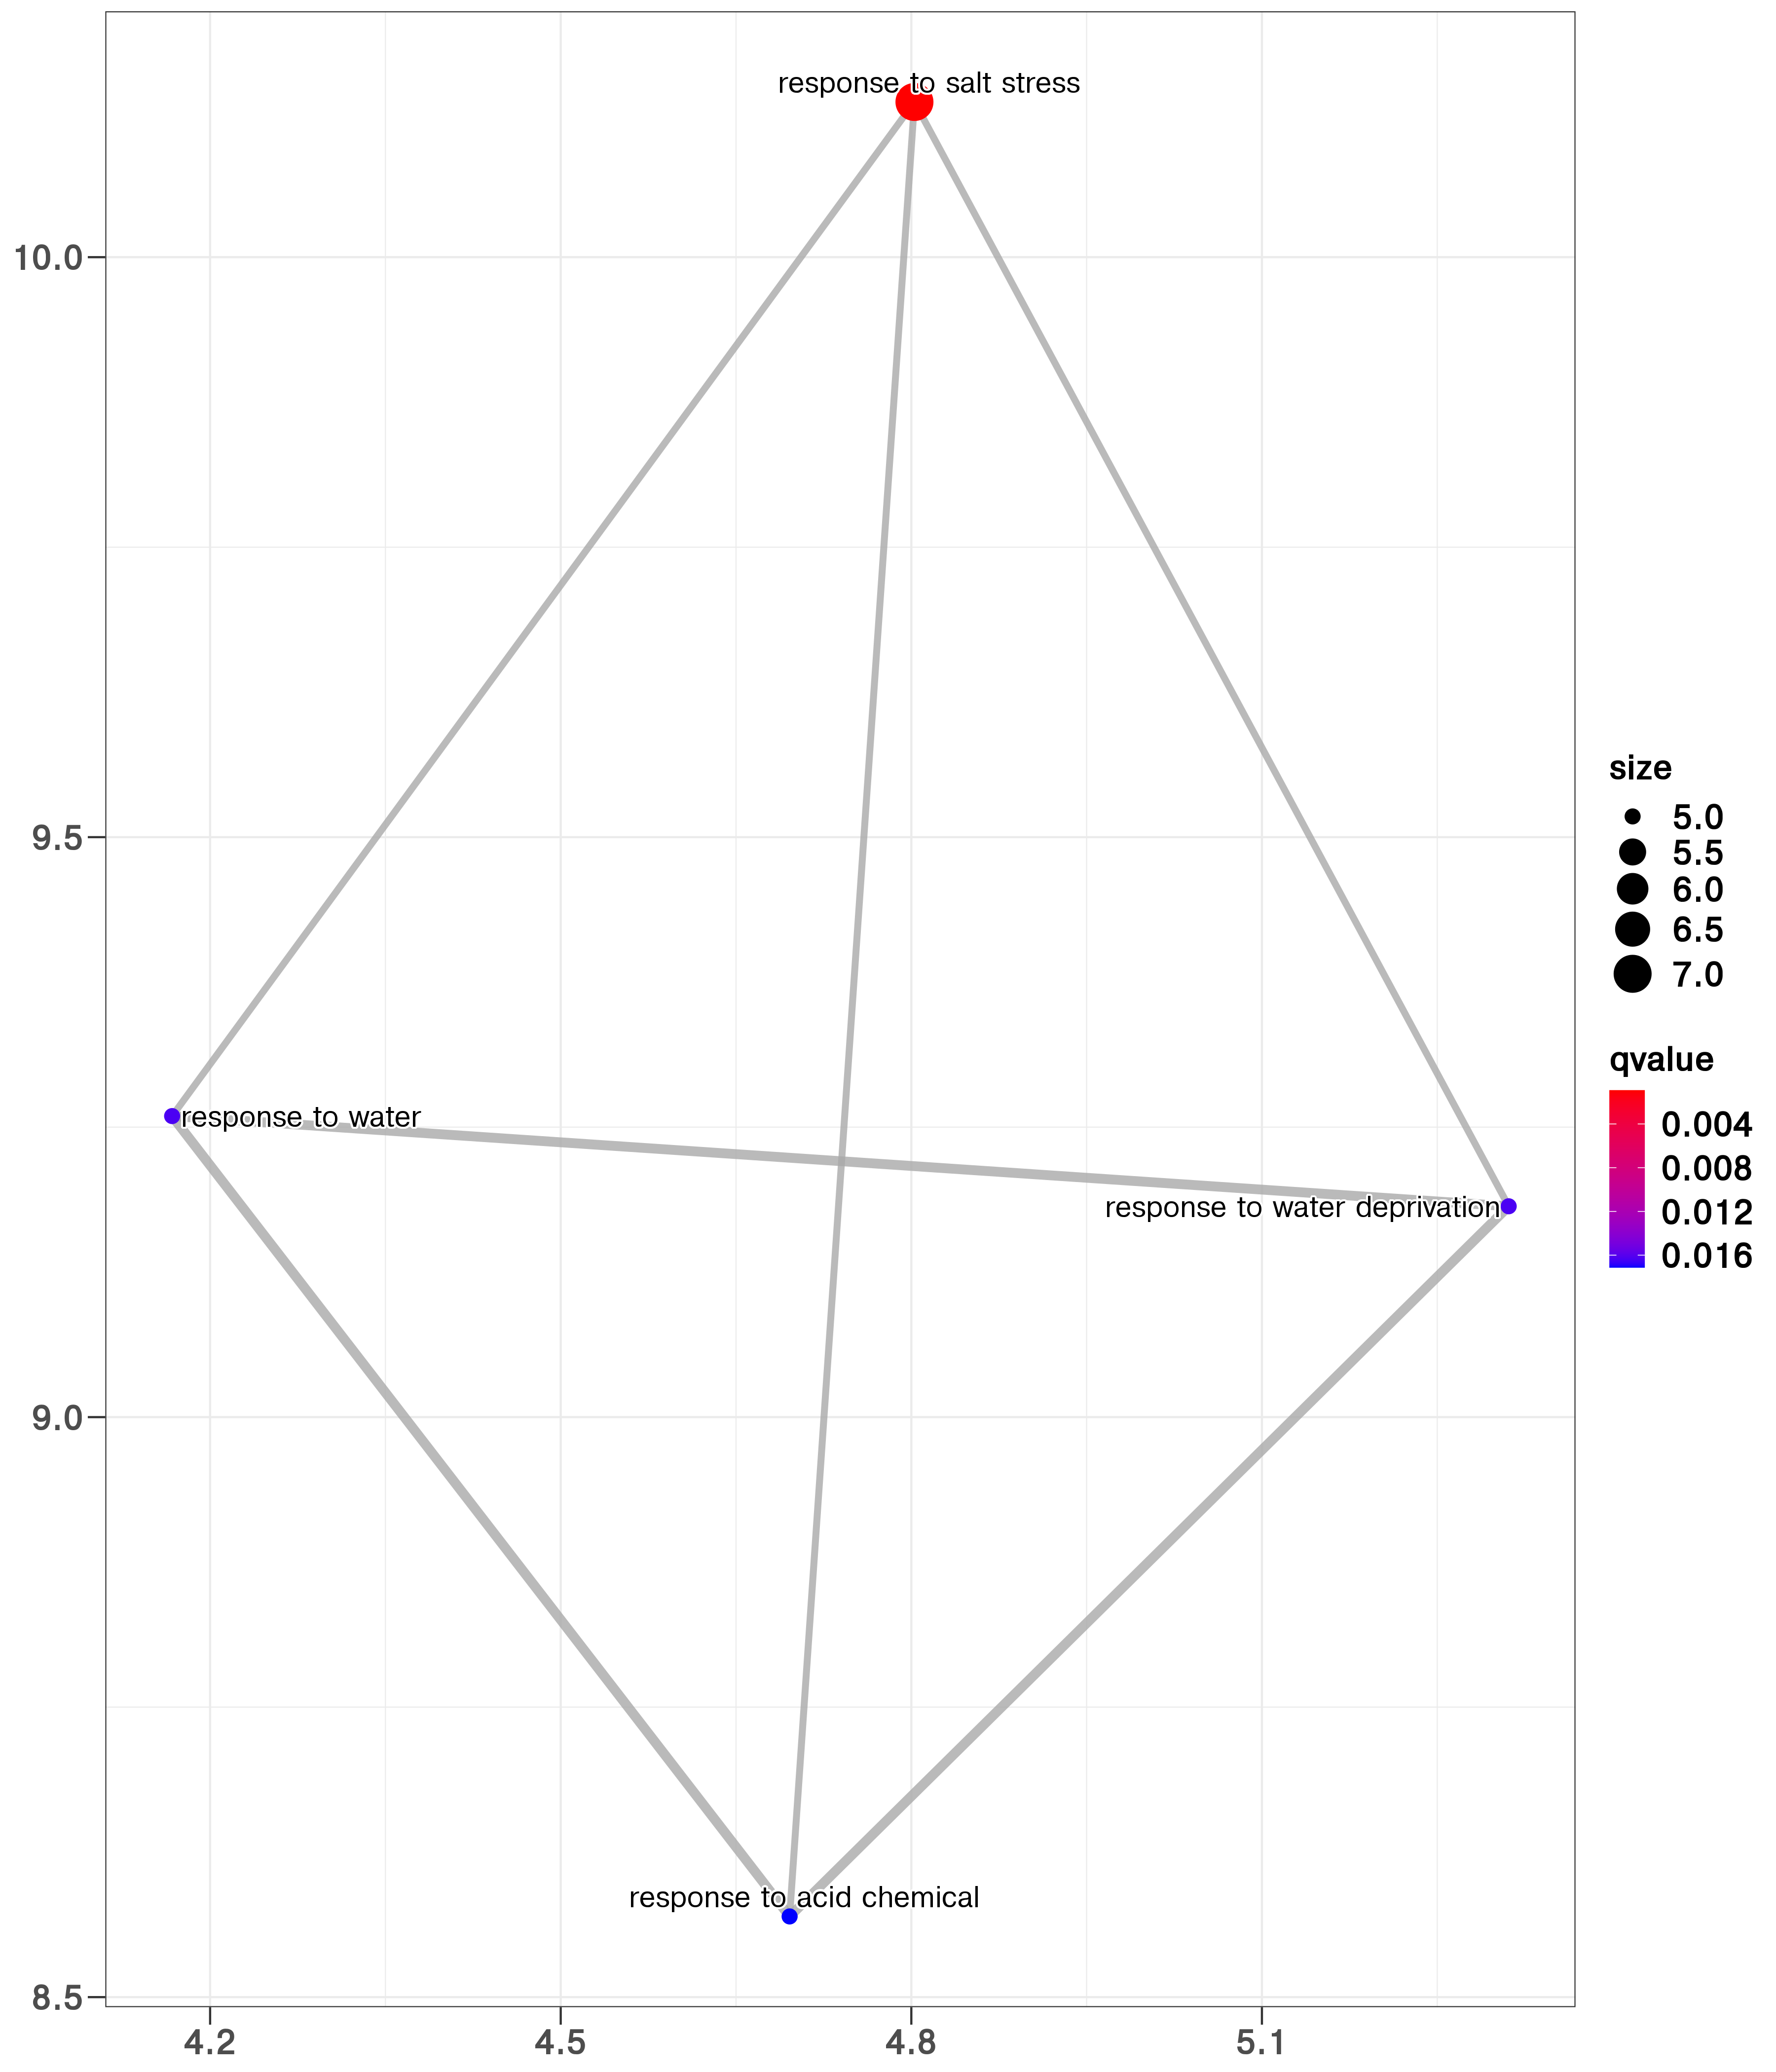 response to salt stress
10.0
9.5
size
5.0
5.5
6.0
6.5
7.0
qvalue
0.004
0.008
0.012
0.016
response to water
response to water deprivation
9.0
response to acid chemical
8.5
4.2
4.5
4.8
5.1